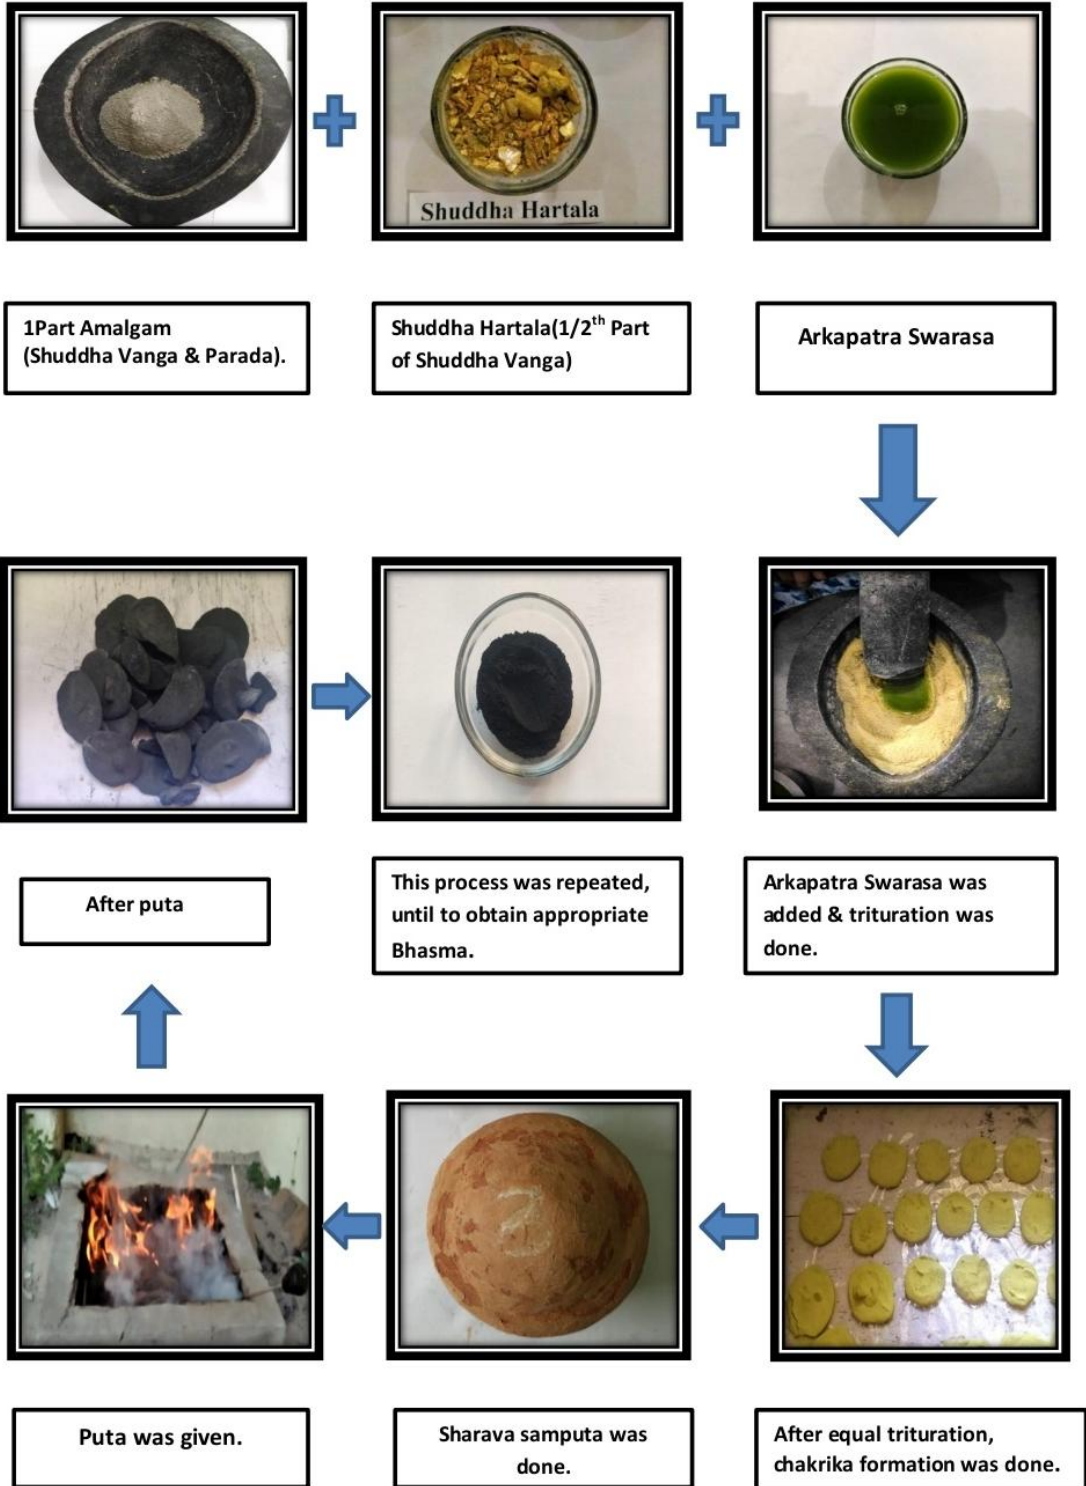 Shuddha Hartala
1Part Amalgam
(Shuddha Vanga & Parada).
Shuddha Hartala(1/2th Part
of Shuddha Vanga)
Arkapatra Swarasa
After puta
This process was repeated,
until to obtain appropriate
Bhasma.
Arkapatra Swarasa was
added & trituration was
done.
3
Puta was given.
Sharava samputa was
done.
After equal trituration,
chakrika formation was done.